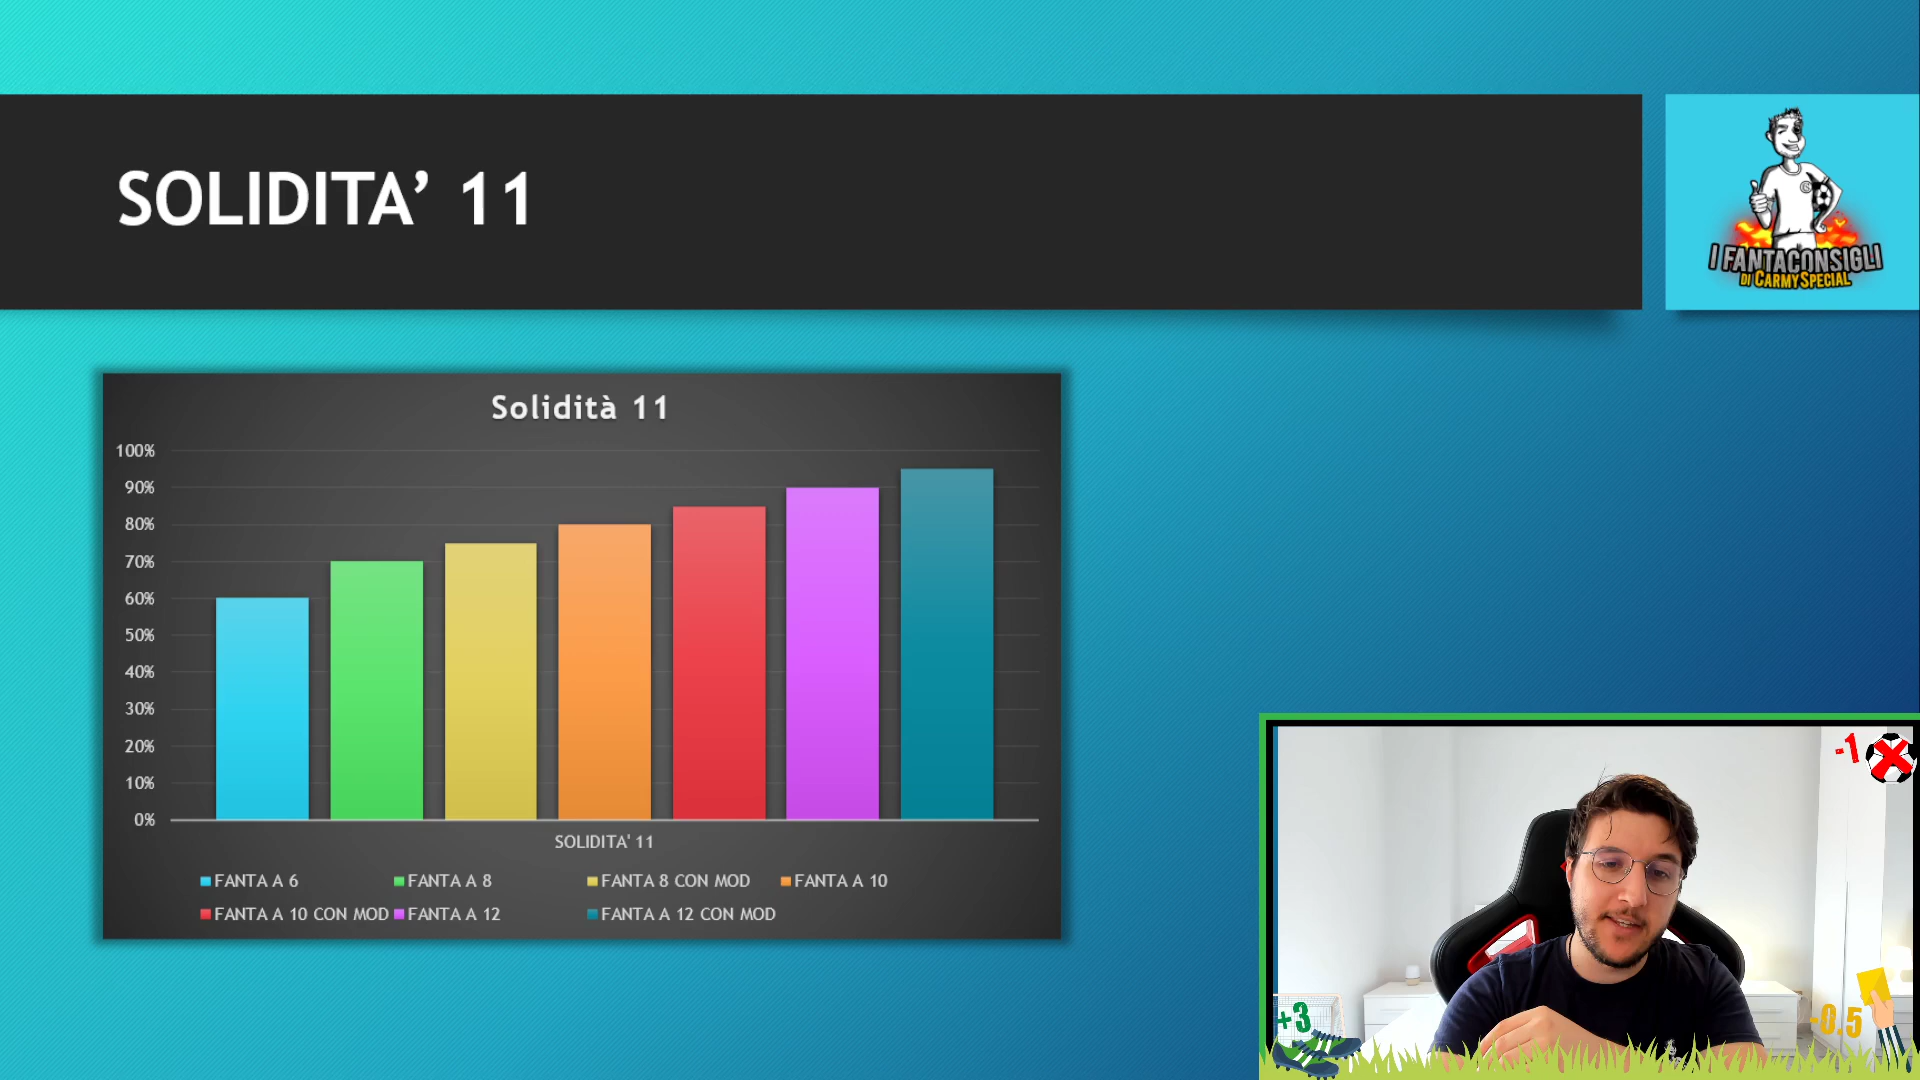 SOLIDITA’ 11
I FANTACONSIGLI
DI CARMYSPECIAL
Solidità 11
100%
90%
80%
70%
60%
50%
40%
30%
20%
10%
0%
SOLIDITA' 11
FANTA A 6 FANTA A 8 FANTA 8 CON MOD FANTA A 10
FANTA A 10 CON MOD FANTA A 12 FANTA A 12 CON MOD
-1
+3
-0.5